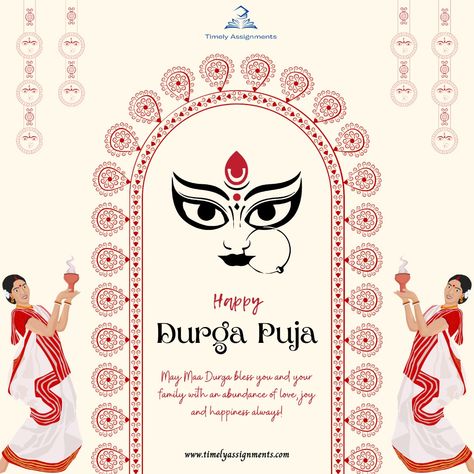 Timely Assignments
Happy
Durga Puja
May Maa Durga bless you and your
family with an abundance of love, joy
and happiness always!
www.timelyassignments.com